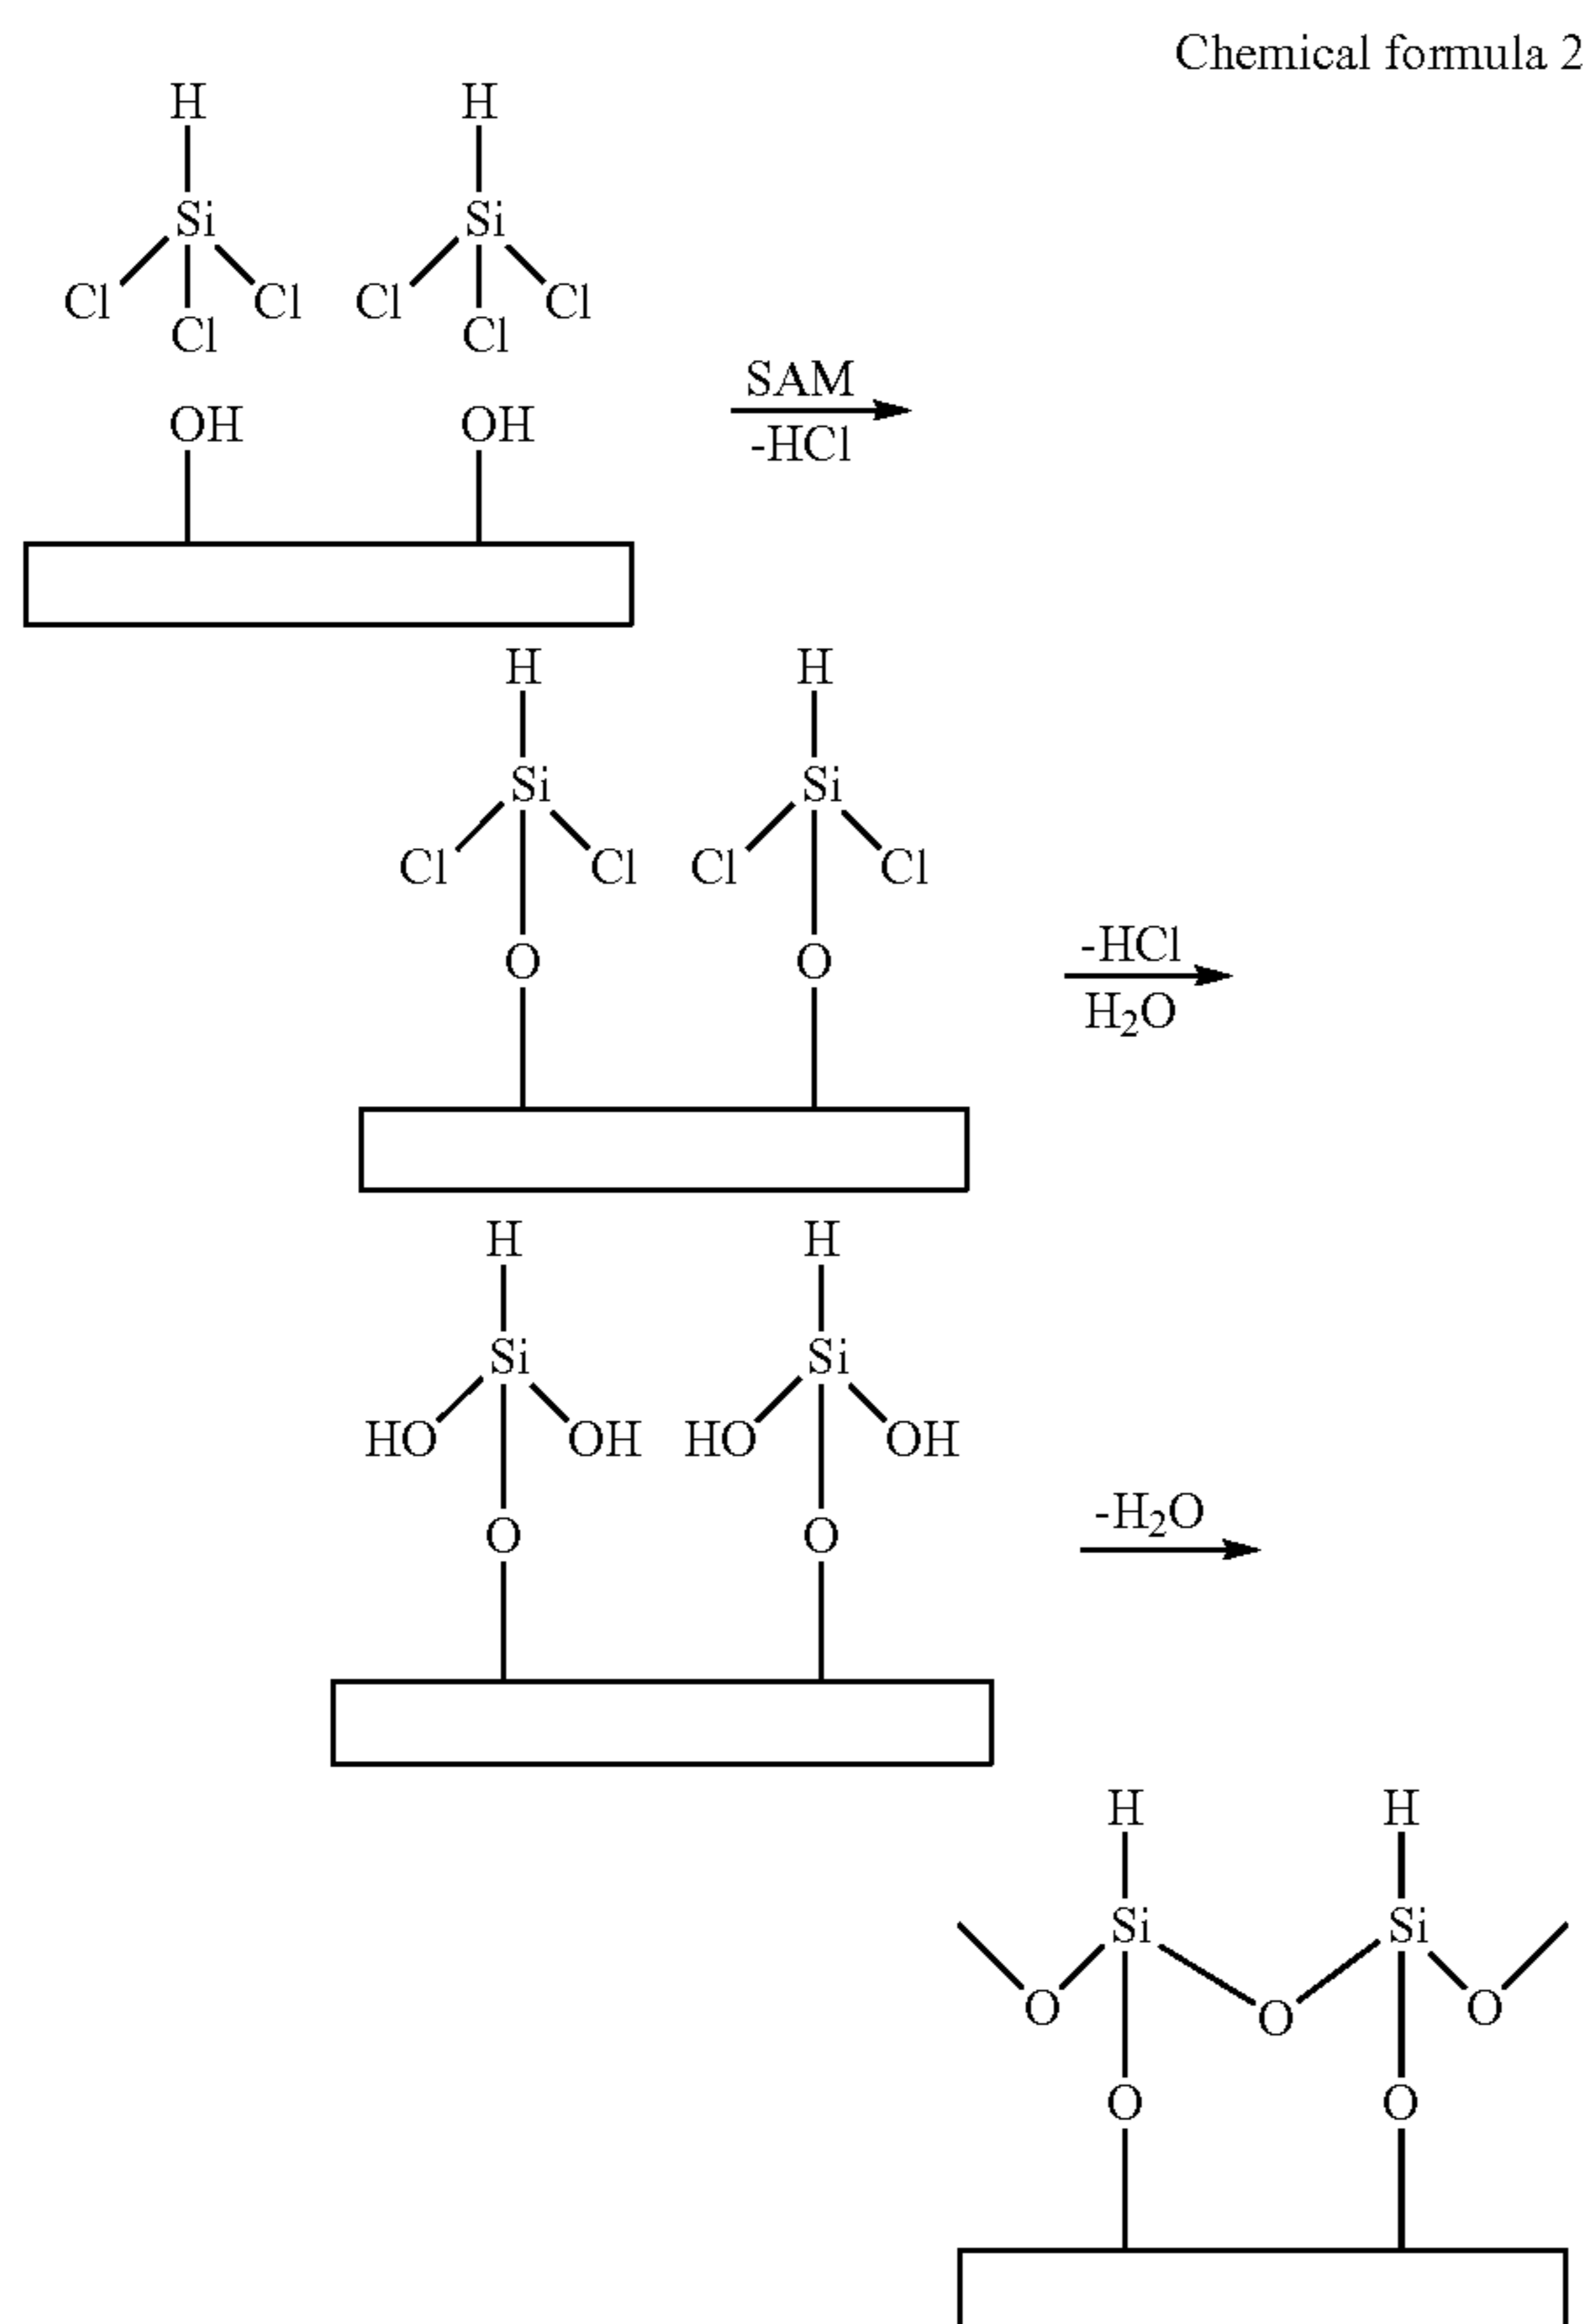 Chemical formula 2
H H
Si Si
Cl Cl Cl Cl
Cl Cl
SAM
OH OH
-HCl
H H
Si Si
Cl Cl Cl Cl
-HCl
O O
H₂O
H H
Si Si
HO OH HO OH
-H₂O
O O
H H
Si Si
O O O
O O